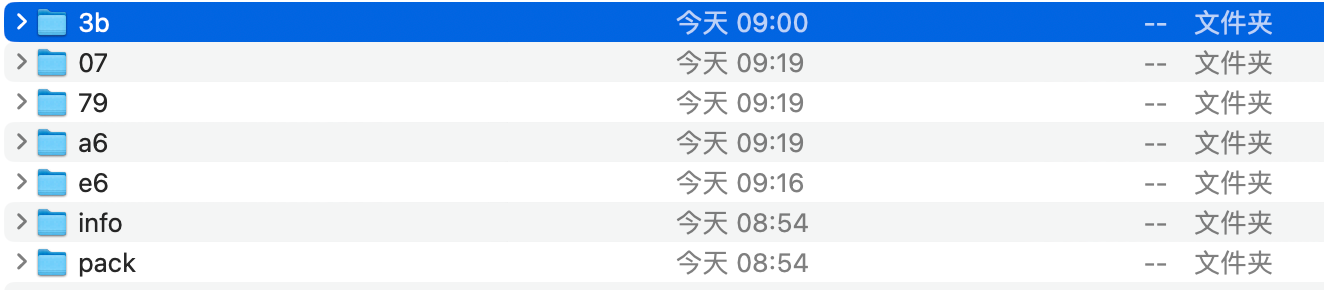 3b 今天 09:00 -- 文件夹
07 今天 09:19 -- 文件夹
79 今天 09:19 -- 文件夹
a6 今天 09:19 -- 文件夹
e6 今天 09:16 -- 文件夹
info 今天 08:54 -- 文件夹
pack 今天 08:54 -- 文件夹